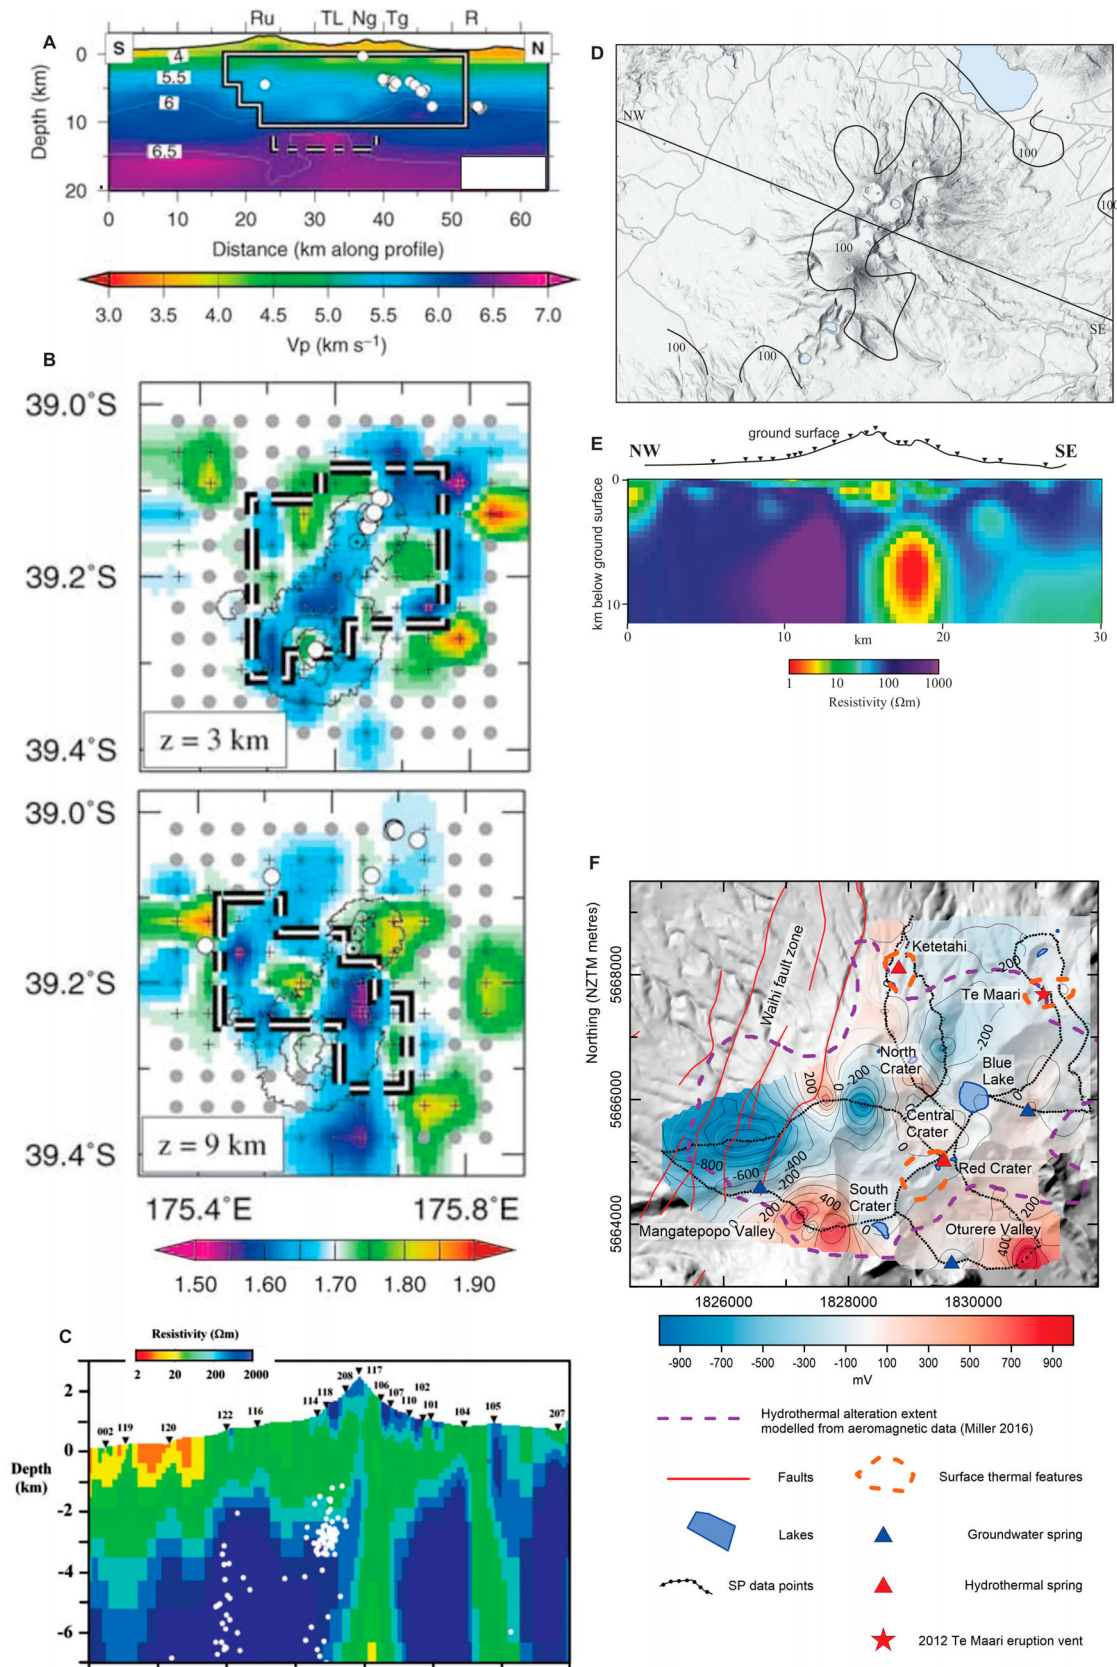 Ru TL Ng Tg R
A
S N
0
10
20
Depth (km)
4
5.5
6
6.5
0 10 20 30 40 50 60
Distance (km along profile)
3.0 3.5 4.0 4.5 5.0 5.5 6.0 6.5 7.0
Vp (km s⁻¹)
B
39.0˚S
39.2˚S
39.4˚S
z = 3 km
39.0˚S
39.2˚S
39.4˚S
z = 9 km
175.4˚E 175.8˚E
1.50 1.60 1.70 1.80 1.90
C
Resistivity (Ωm)
2 20 200 2000
2
0
-2
-4
-6
Depth
(km)
002 119 120 122 116 114 118 208 117 106 107 110 102 101 104 105 207
D
NW
SE
100
100
100
100
100
E
ground surface
NW SE
km below ground surface
0
10
0 10 20 30
km
1 10 100 1000
Resistivity (Ωm)
F
Northing (NZTM metres)
5668000
5666000
5664000
Waihi fault zone
Ketetahi
Te Maari
200
-200
North
Crater
Blue
Lake
200
0
-200
0
Central
Crater
-800
-600
-400
-200
Red Crater
South
Crater
0
200
400
0
0
200
400
Mangatepopo Valley
Oturere Valley
1826000 1828000 1830000
-900 -700 -500 -300 -100 100 300 500 700 900
mV
Hydrothermal alteration extent
modelled from aeromagnetic data (Miller 2016)
Faults
Surface thermal features
Lakes
Groundwater spring
SP data points
Hydrothermal spring
2012 Te Maari eruption vent